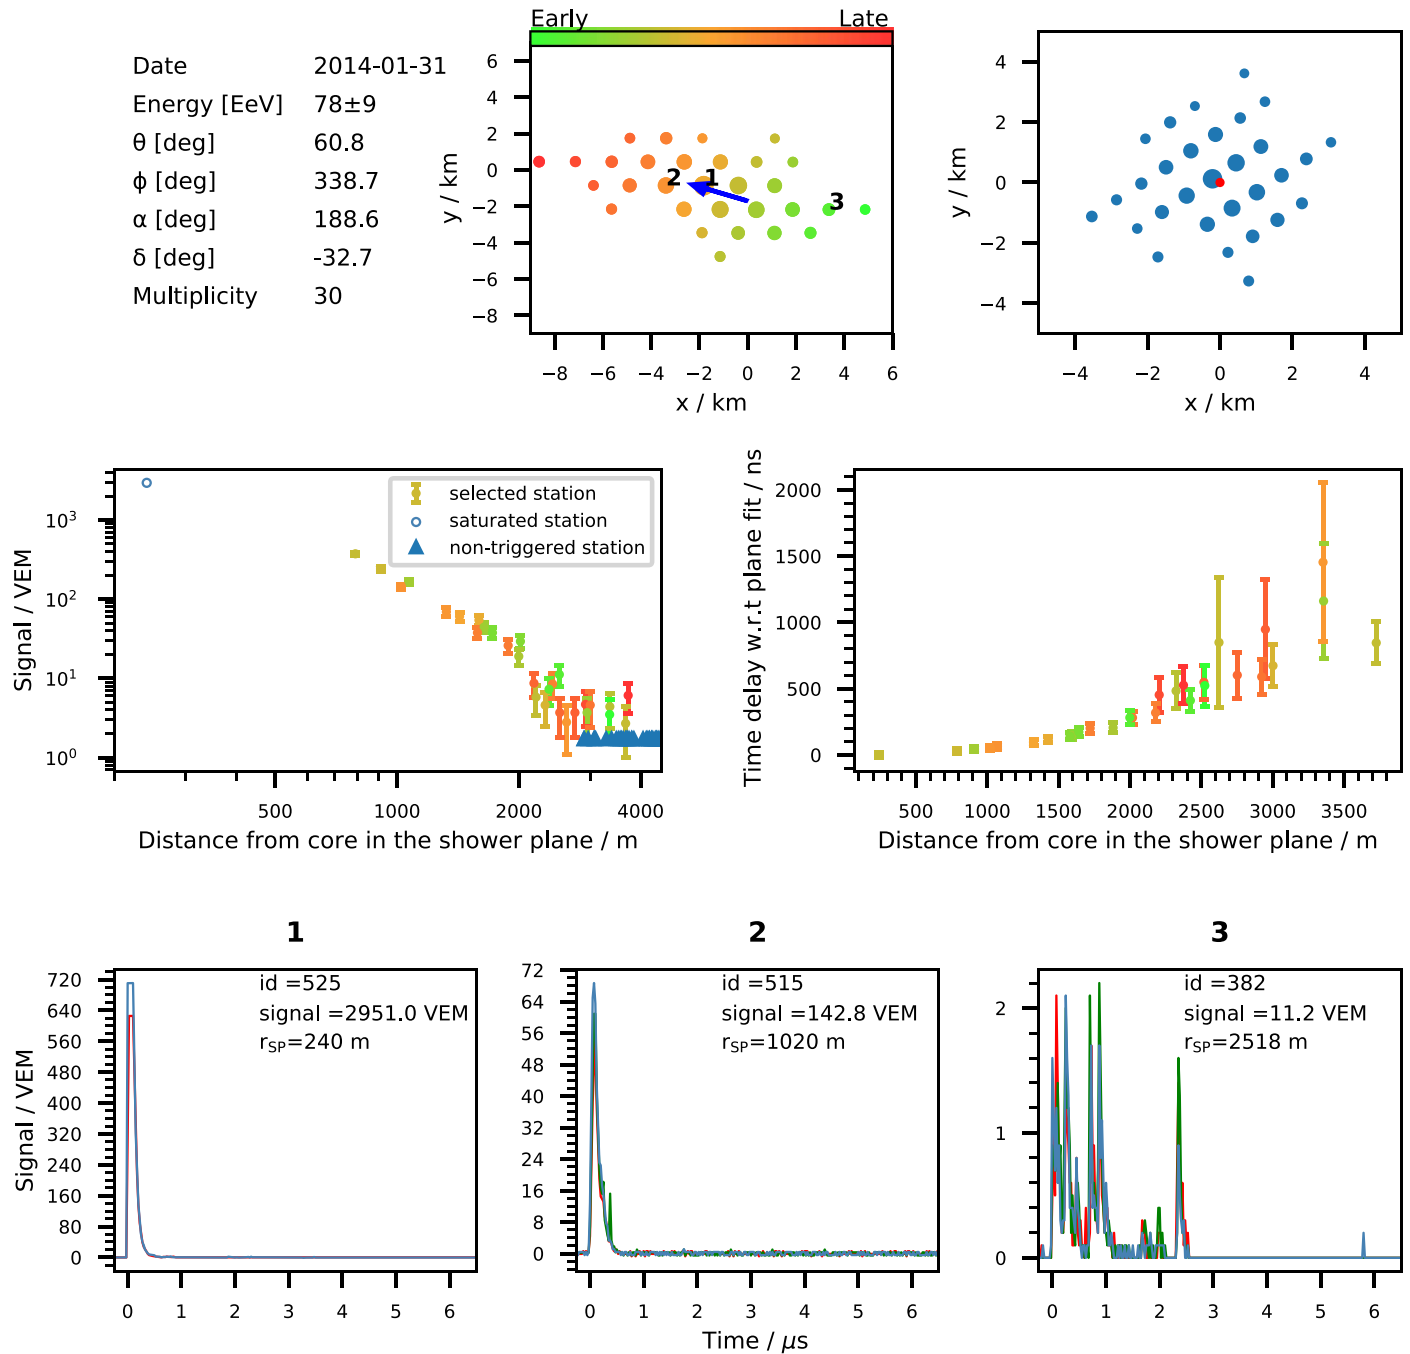 Date 2014-01-31
Energy [EeV] 78±9
θ [deg] 60.8
ϕ [deg] 338.7
α [deg] 188.6
δ [deg] -32.7
Multiplicity 30
Early Late
6
4
2
0
−2
−4
−6
−8
y / km
2 1
3
−8 −6 −4 −2 0 2 4 6
x / km
4
2
0
−2
−4
y / km
−4 −2 0 2 4
x / km
Signal / VEM
10³
10²
10¹
10⁰
selected station
saturated station
non-triggered station
500 1000 2000 4000
Distance from core in the shower plane / m
Time delay w.r.t plane fit / ns
2000
1500
1000
500
0
500 1000 1500 2000 2500 3000 3500
Distance from core in the shower plane / m
1
Signal / VEM
720
640
560
480
400
320
240
160
80
0
id =525
signal =2951.0 VEM
rSP=240 m
0 1 2 3 4 5 6
2
72
64
56
48
40
32
24
16
8
0
id =515
signal =142.8 VEM
rSP=1020 m
0 1 2 3 4 5 6
Time / μs
3
2
1
0
id =382
signal =11.2 VEM
rSP=2518 m
0 1 2 3 4 5 6